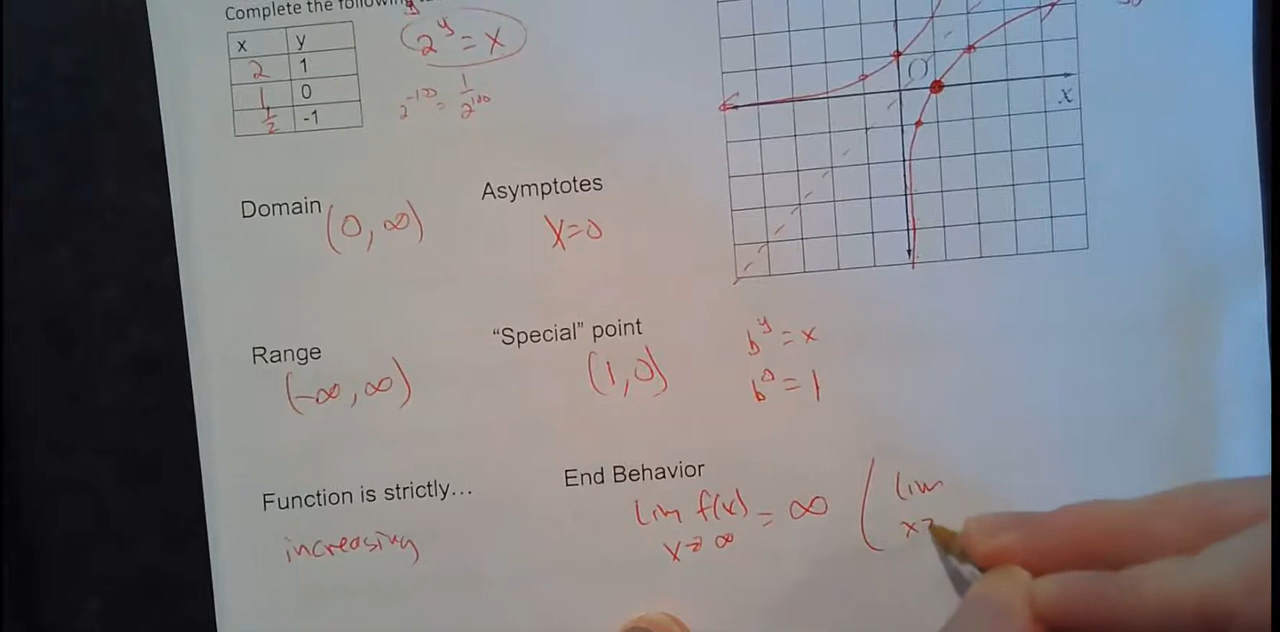 Complete the following
x y
2 1
1 0
1/2 -1
2^y = x
2^-100 = 1/2^100
x
Domain (0, ∞)
Asymptotes
x=0
Range
(-∞, ∞)
"Special" point
(1, 0)
b^y = x
b^0 = 1
Function is strictly...
increasing
End Behavior
lim f(x) = ∞ ( lim
x→∞ x→